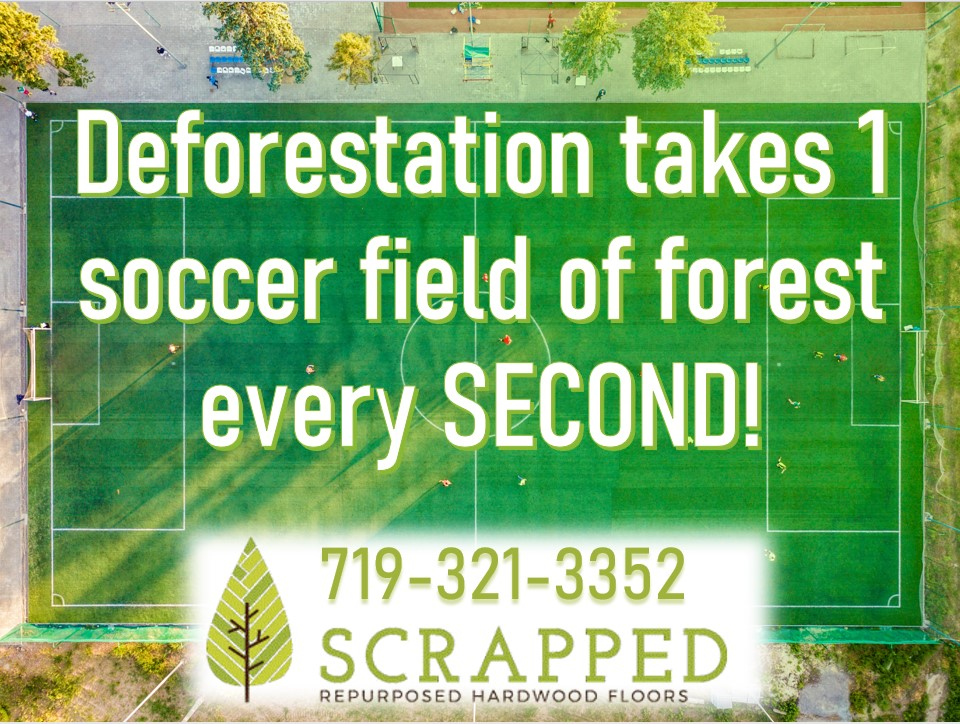 Deforestation takes 1
soccer field of forest
every SECOND!
719-321-3352
SCRAPPED
REPURPOSED HARDWOOD FLOORS